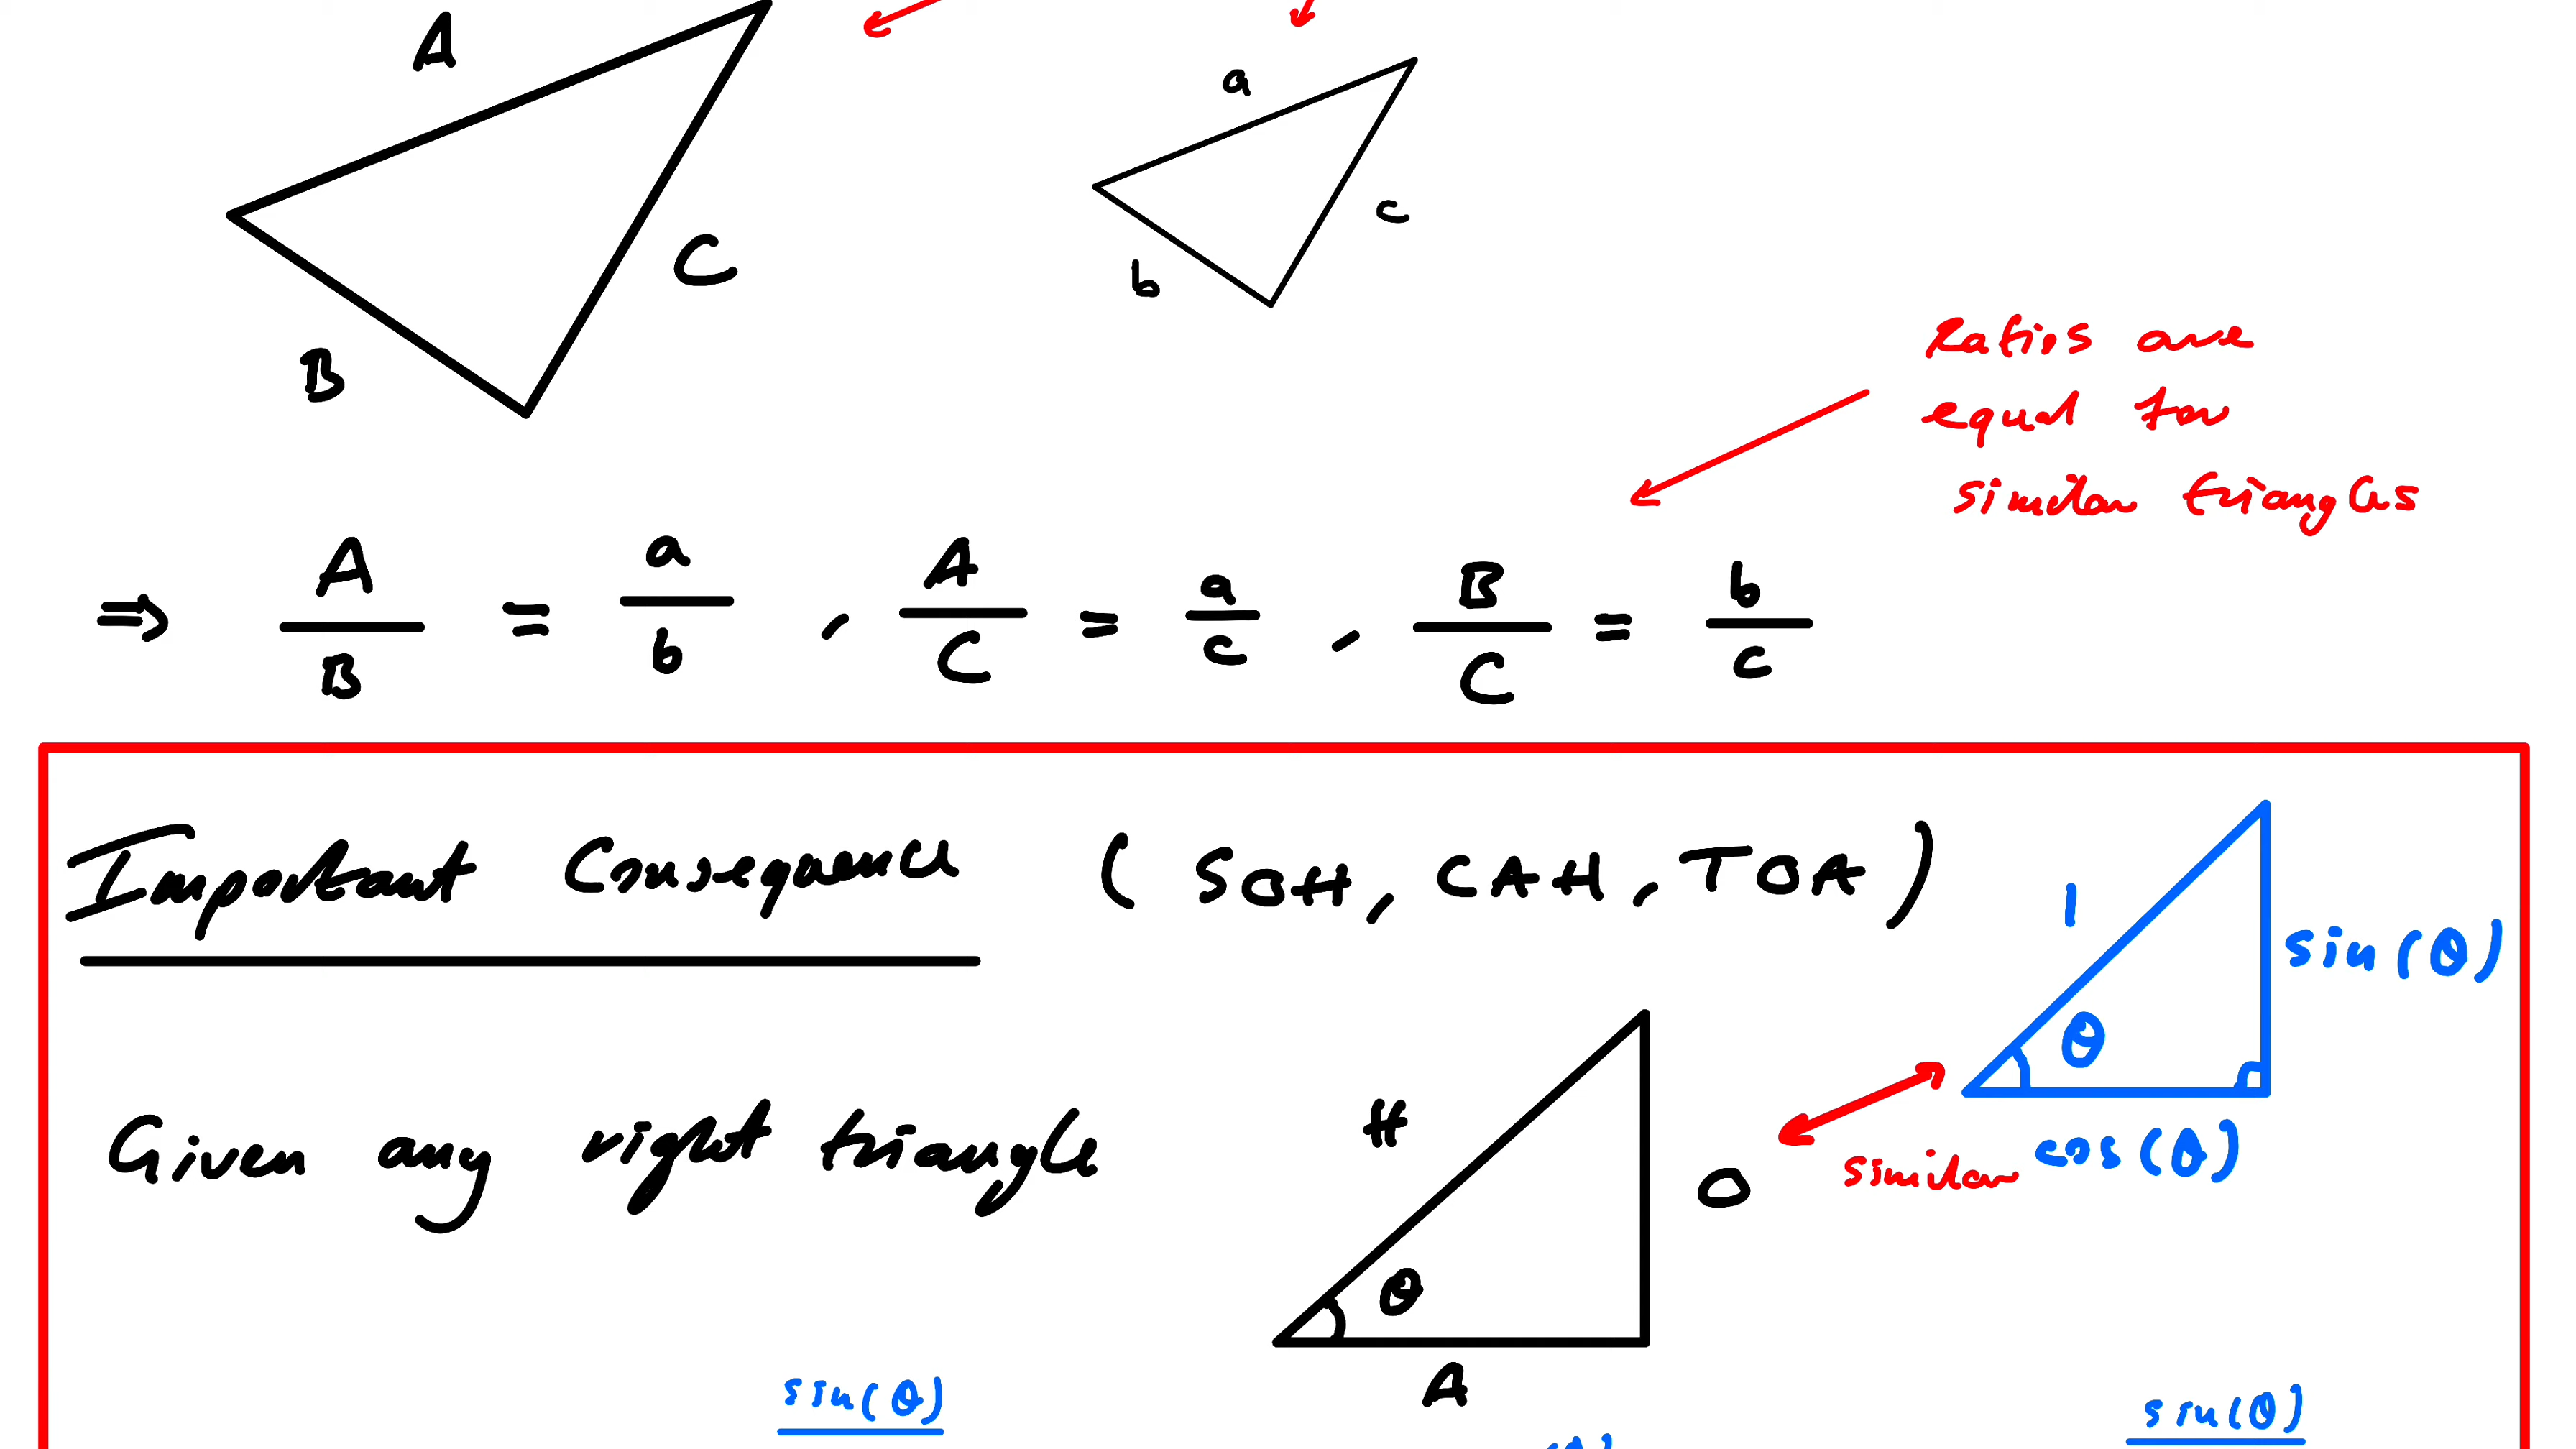 A
a
C
c
B
b
Ratios are
equal for
similar triangles
⇒ A/B = a/b , A/C = a/c , B/C = b/c
Important Consequence ( SOH, CAH, TOA )
1
sin(θ)
θ
cos(θ)
similar
Given any right triangle
H
O
θ
A
sin(θ)
sin(θ)